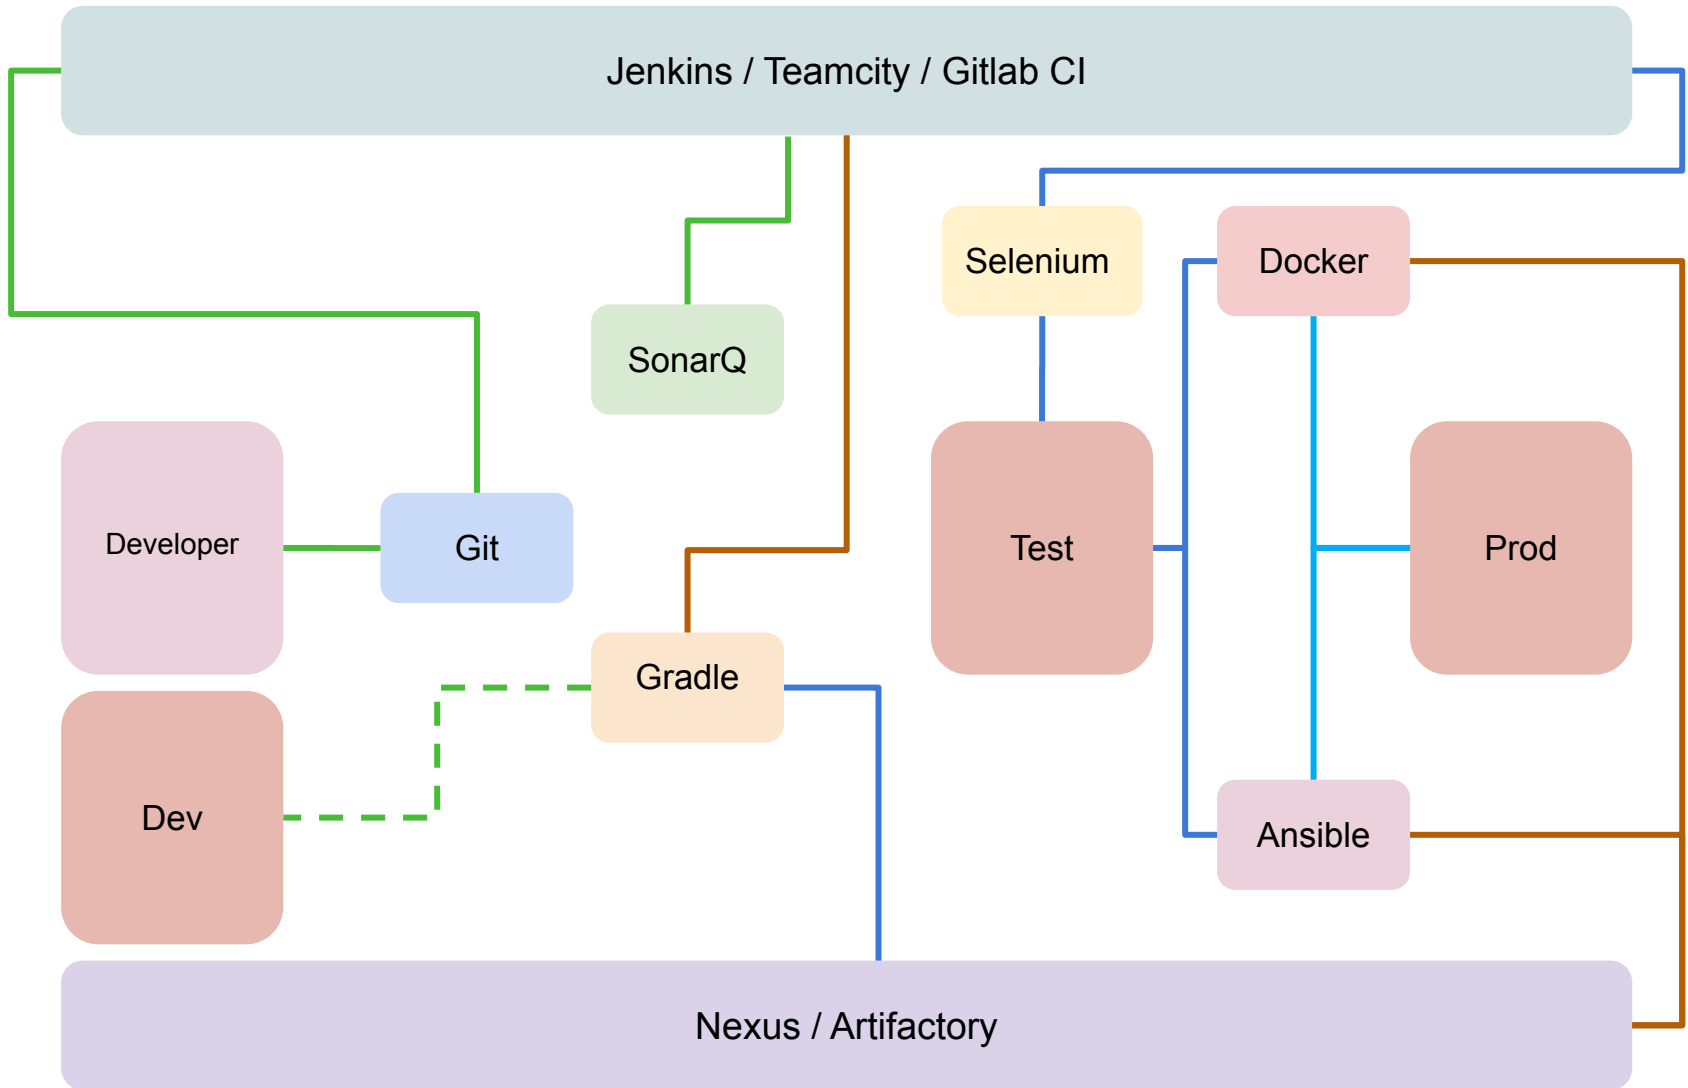 Jenkins / Teamcity / Gitlab CI
Selenium
Docker
SonarQ
Developer
Git
Test
Prod
Gradle
Dev
Ansible
Nexus / Artifactory